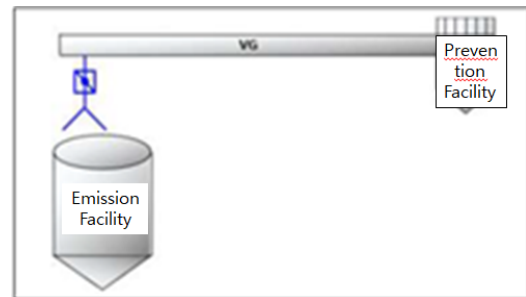 VG
Preven
tion
Facility
Emission
Facility